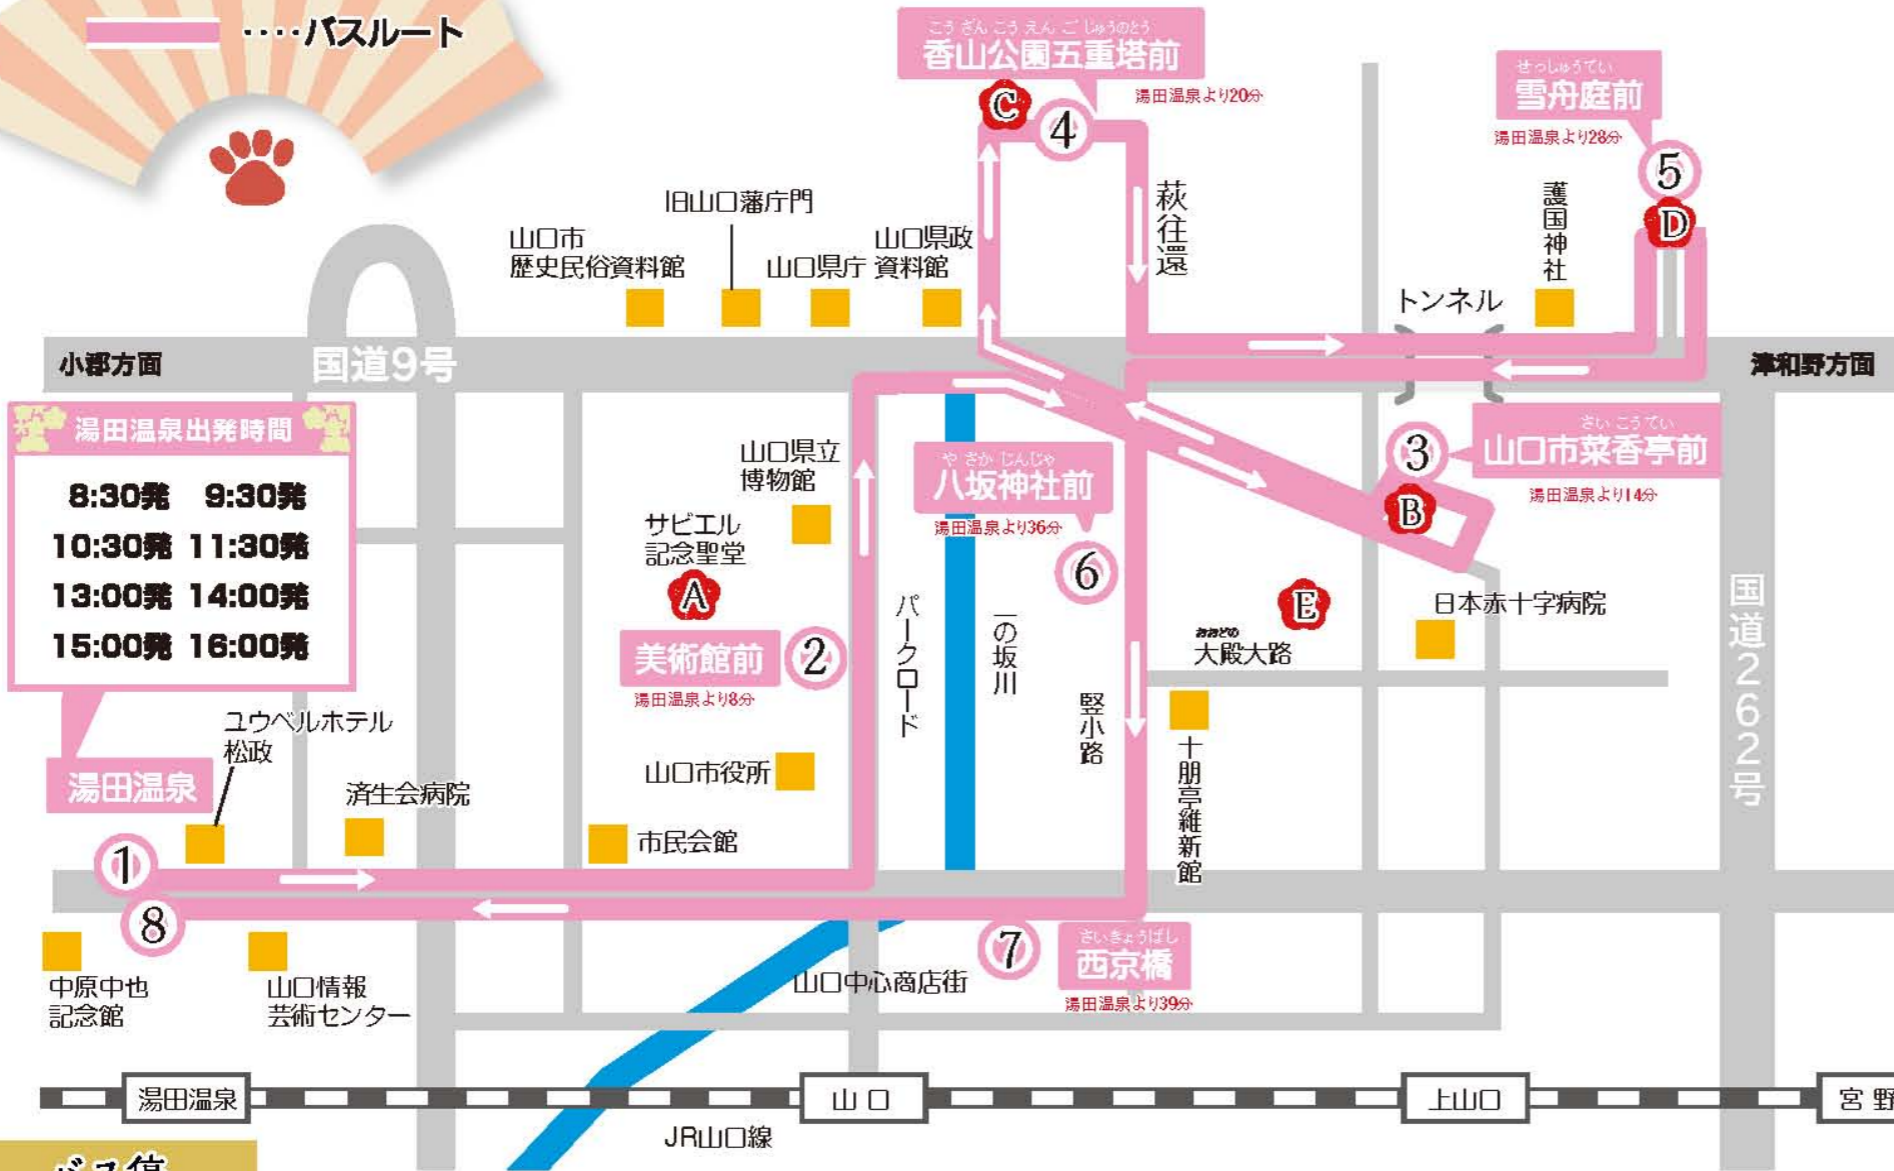 ････バスルート
こうざんこうえんごじゅうのとう
香山公園五重塔前
湯田温泉より20分
C
4
せっしゅうてい
雪舟庭前
湯田温泉より28分
5
D
護国神社
萩往還
旧山口藩庁門
山口市
歴史民俗資料館
山口県庁
山口県政
資料館
トンネル
小郡方面
国道9号
津和野方面
湯田温泉出発時間
8:30発 9:30発
10:30発 11:30発
13:00発 14:00発
15:00発 16:00発
山口県立
博物館
やさかじんじゃ
八坂神社前
湯田温泉より36分
6
さいこうてい
山口市菜香亭前
湯田温泉より14分
3
B
サビエル
記念聖堂
A
美術館前
2
湯田温泉より8分
パークロード
一の坂川
竪小路
E
おおどの
大殿大路
日本赤十字病院
国道262号
十朋亭維新館
山口市役所
ユウベルホテル
松政
湯田温泉
済生会病院
市民会館
1
8
7
さいきょうばし
西京橋
湯田温泉より39分
中原中也
記念館
山口情報
芸術センター
山口中心商店街
湯田温泉
山口
上山口
宮野
JR山口線
バス停